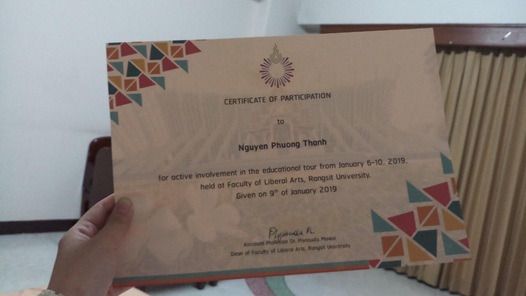 CERTIFICATE OF PARTICIPATION
to
Nguyen Phuong Thanh
for active involvement in the educational tour from January 6-10, 2019,
held at Faculty of Liberal Arts, Rangsit University.
Given on 9th of January 2019
Dean of Faculty of Liberal Arts, Rangsit University